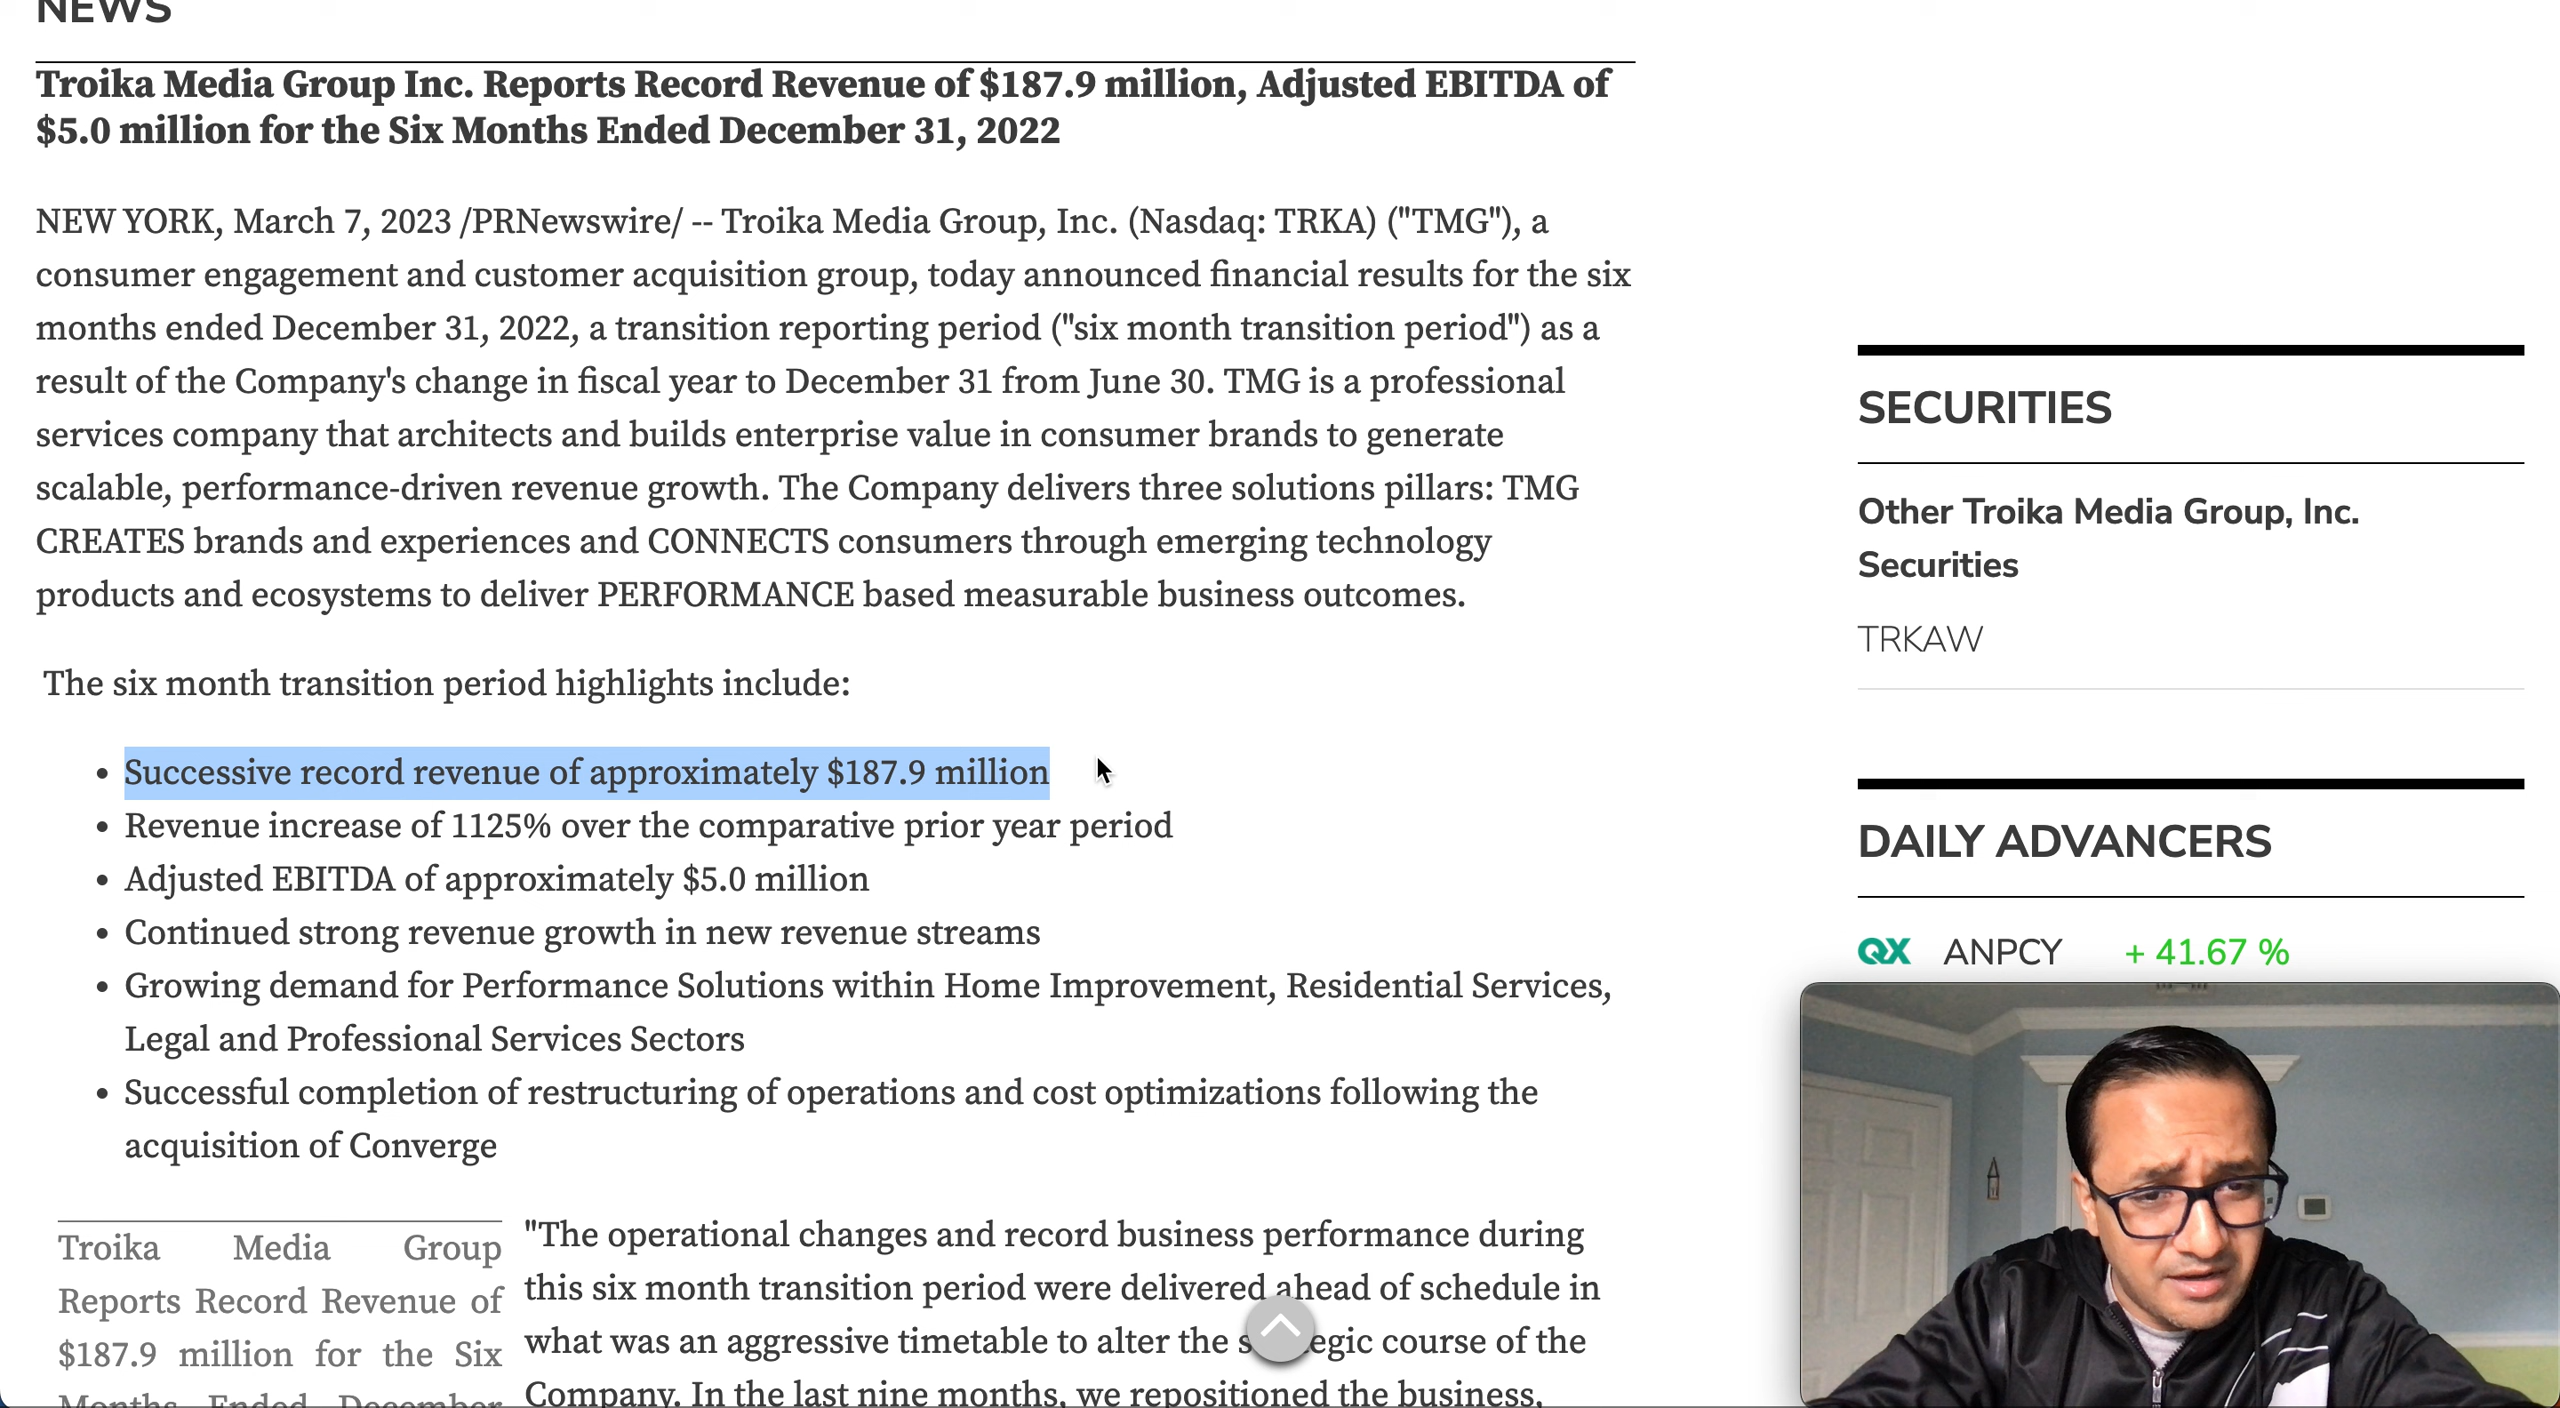 NEWS
Troika Media Group Inc. Reports Record Revenue of $187.9 million, Adjusted EBITDA of
$5.0 million for the Six Months Ended December 31, 2022
NEW YORK, March 7, 2023 /PRNewswire/ -- Troika Media Group, Inc. (Nasdaq: TRKA) ("TMG"), a
consumer engagement and customer acquisition group, today announced financial results for the six
months ended December 31, 2022, a transition reporting period ("six month transition period") as a
result of the Company's change in fiscal year to December 31 from June 30. TMG is a professional
services company that architects and builds enterprise value in consumer brands to generate
scalable, performance-driven revenue growth. The Company delivers three solutions pillars: TMG
CREATES brands and experiences and CONNECTS consumers through emerging technology
products and ecosystems to deliver PERFORMANCE based measurable business outcomes.
The six month transition period highlights include:
• Successive record revenue of approximately $187.9 million
• Revenue increase of 1125% over the comparative prior year period
• Adjusted EBITDA of approximately $5.0 million
• Continued strong revenue growth in new revenue streams
• Growing demand for Performance Solutions within Home Improvement, Residential Services,
Legal and Professional Services Sectors
• Successful completion of restructuring of operations and cost optimizations following the
acquisition of Converge
Troika Media Group
Reports Record Revenue of
$187.9 million for the Six
Months Ended December
"The operational changes and record business performance during
this six month transition period were delivered ahead of schedule in
what was an aggressive timetable to alter the course of the
Company. In the last nine months, we repositioned the business,
SECURITIES
Other Troika Media Group, Inc.
Securities
TRKAW
DAILY ADVANCERS
QX ANPCY + 41.67 %